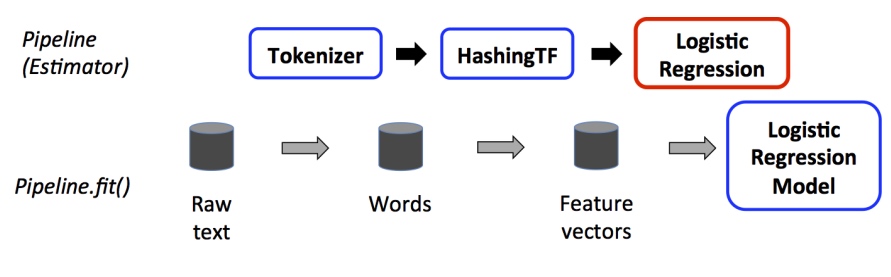 Pipeline
(Estimator)
Tokenizer
HashingTF
Logistic
Regression
Pipeline.fit()
Raw
text
Words
Feature
vectors
Logistic
Regression
Model